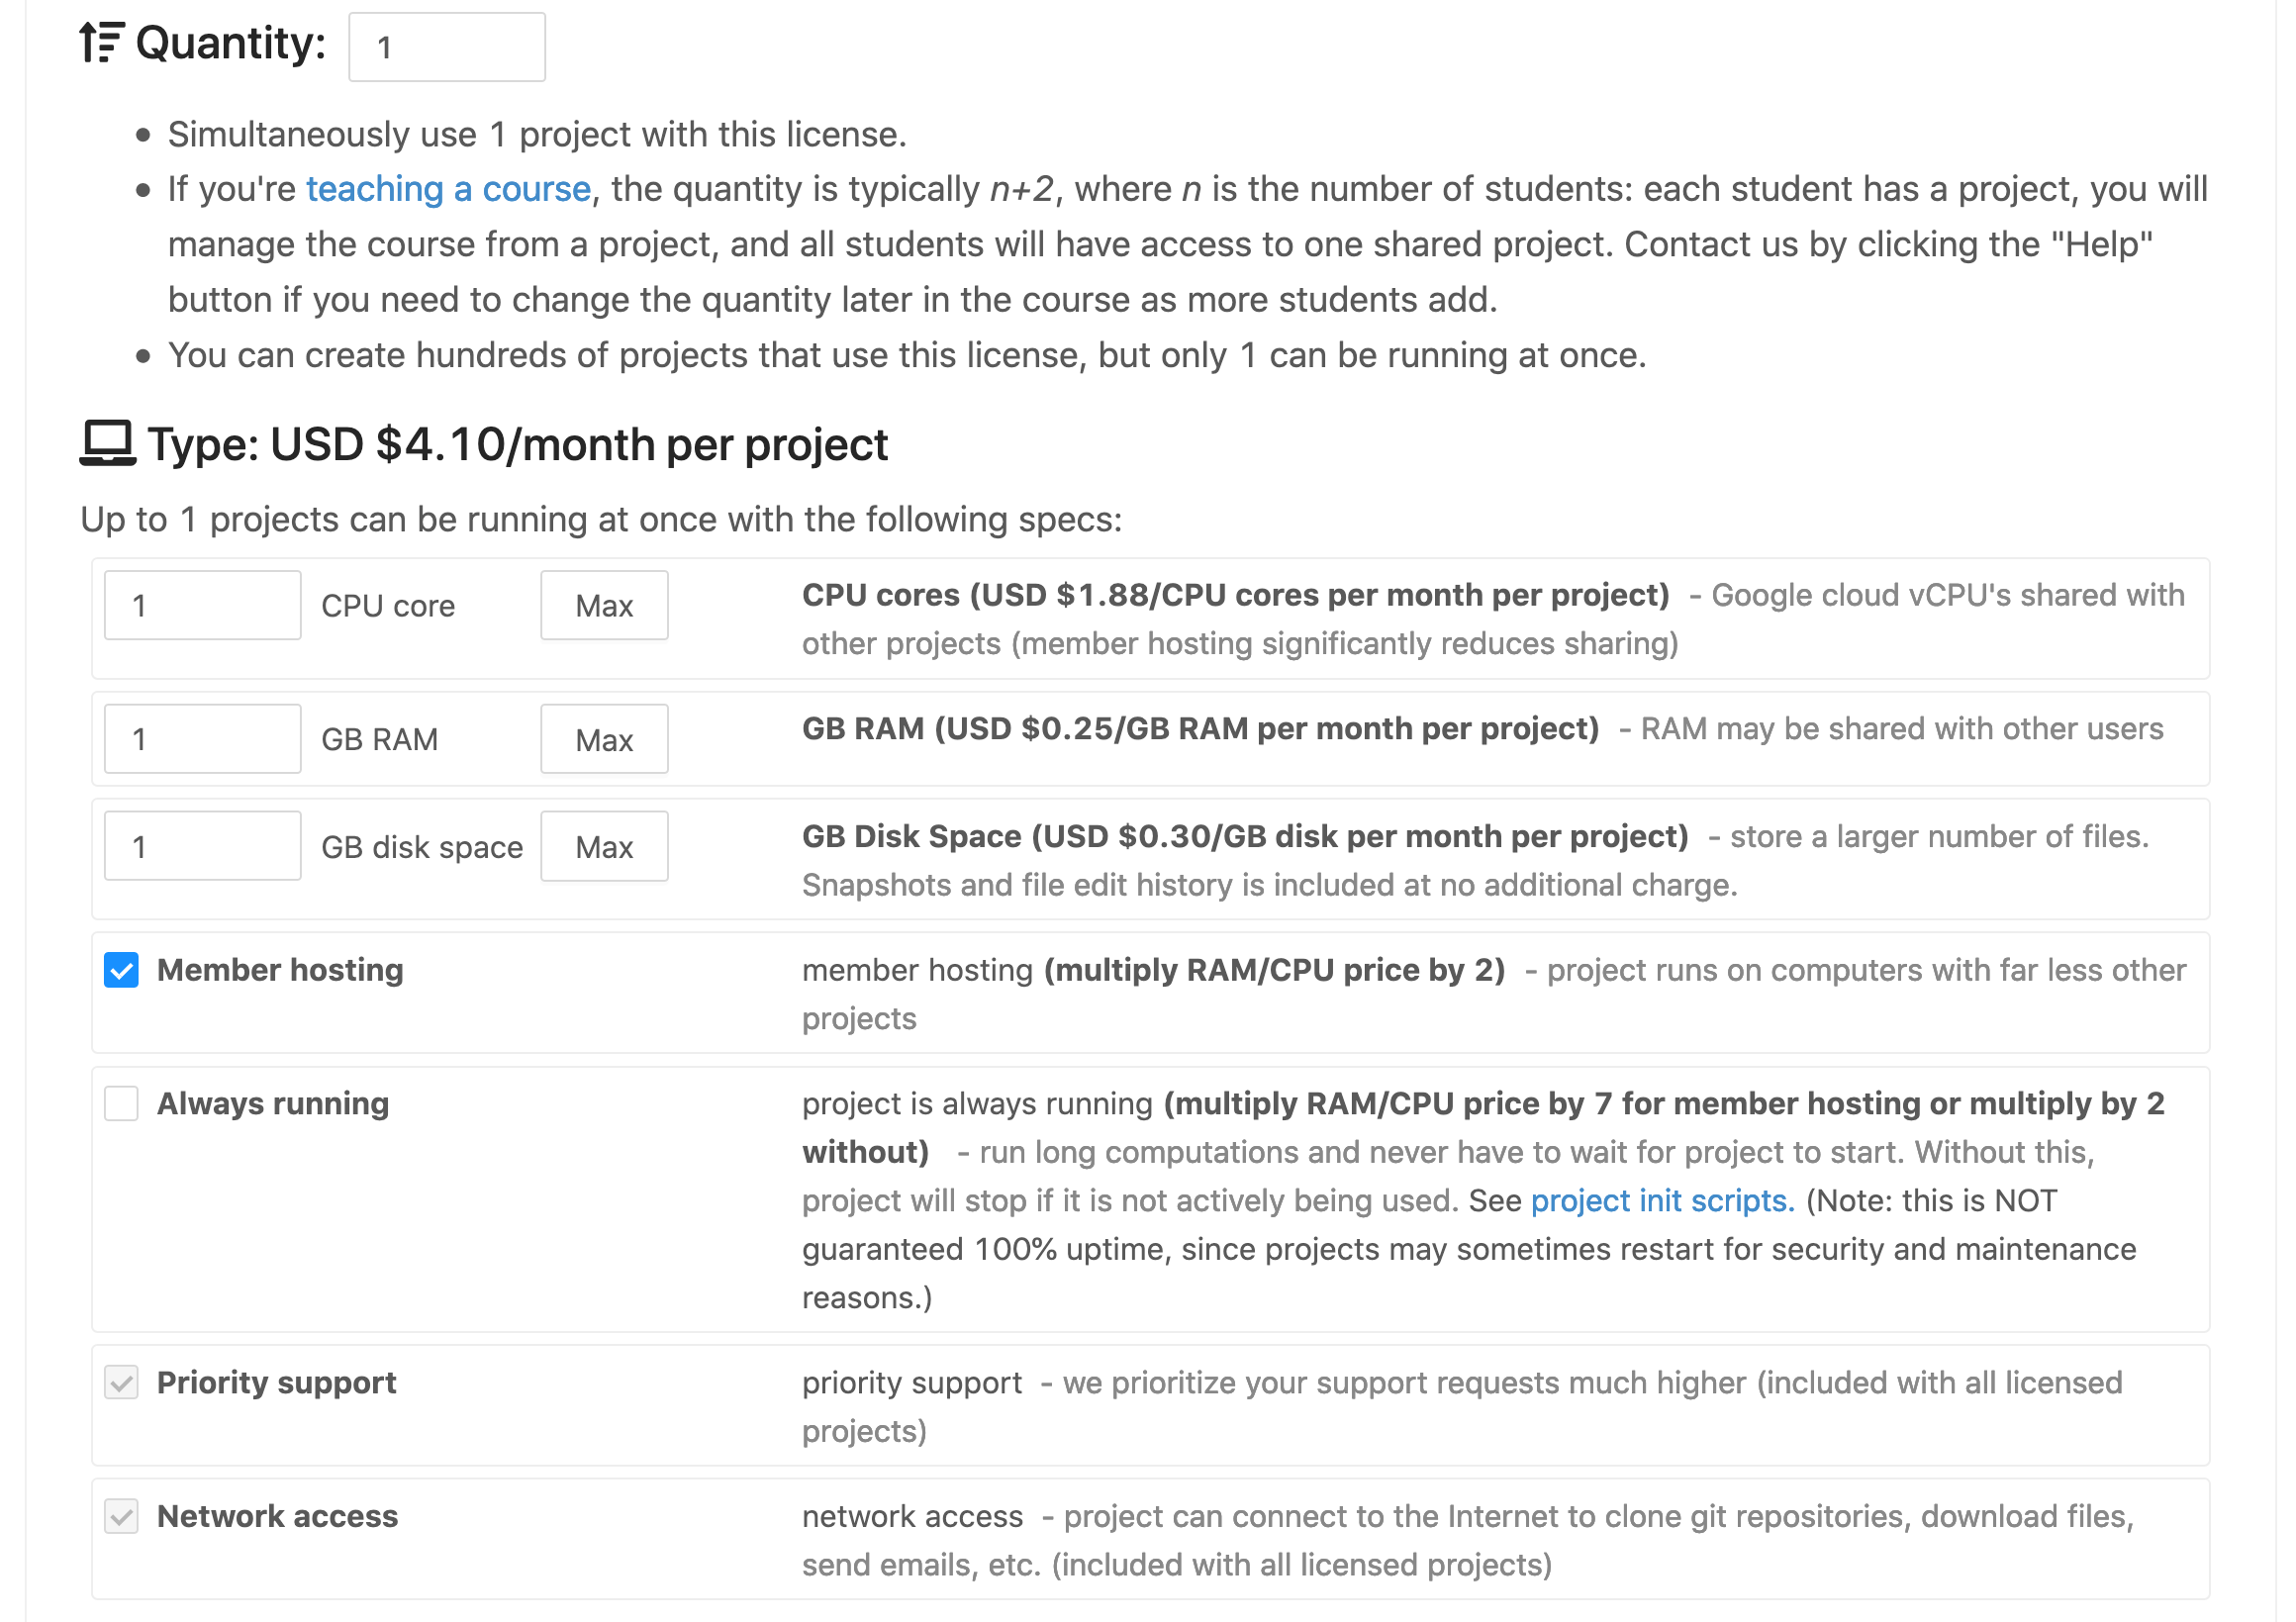 Quantity: 1
Simultaneously use 1 project with this license.
If you're teaching a course, the quantity is typically n+2, where n is the number of students: each student has a project, you will
manage the course from a project, and all students will have access to one shared project. Contact us by clicking the "Help"
button if you need to change the quantity later in the course as more students add.
You can create hundreds of projects that use this license, but only 1 can be running at once.
Type: USD $4.10/month per project
Up to 1 projects can be running at once with the following specs:
1 CPU core Max
CPU cores (USD $1.88/CPU cores per month per project) - Google cloud vCPU's shared with
other projects (member hosting significantly reduces sharing)
1 GB RAM Max
GB RAM (USD $0.25/GB RAM per month per project) - RAM may be shared with other users
1 GB disk space Max
GB Disk Space (USD $0.30/GB disk per month per project) - store a larger number of files.
Snapshots and file edit history is included at no additional charge.
Member hosting
member hosting (multiply RAM/CPU price by 2) - project runs on computers with far less other
projects
Always running
project is always running (multiply RAM/CPU price by 7 for member hosting or multiply by 2
without) - run long computations and never have to wait for project to start. Without this,
project will stop if it is not actively being used. See project init scripts. (Note: this is NOT
guaranteed 100% uptime, since projects may sometimes restart for security and maintenance
reasons.)
Priority support
priority support - we prioritize your support requests much higher (included with all licensed
projects)
Network access
network access - project can connect to the Internet to clone git repositories, download files,
send emails, etc. (included with all licensed projects)